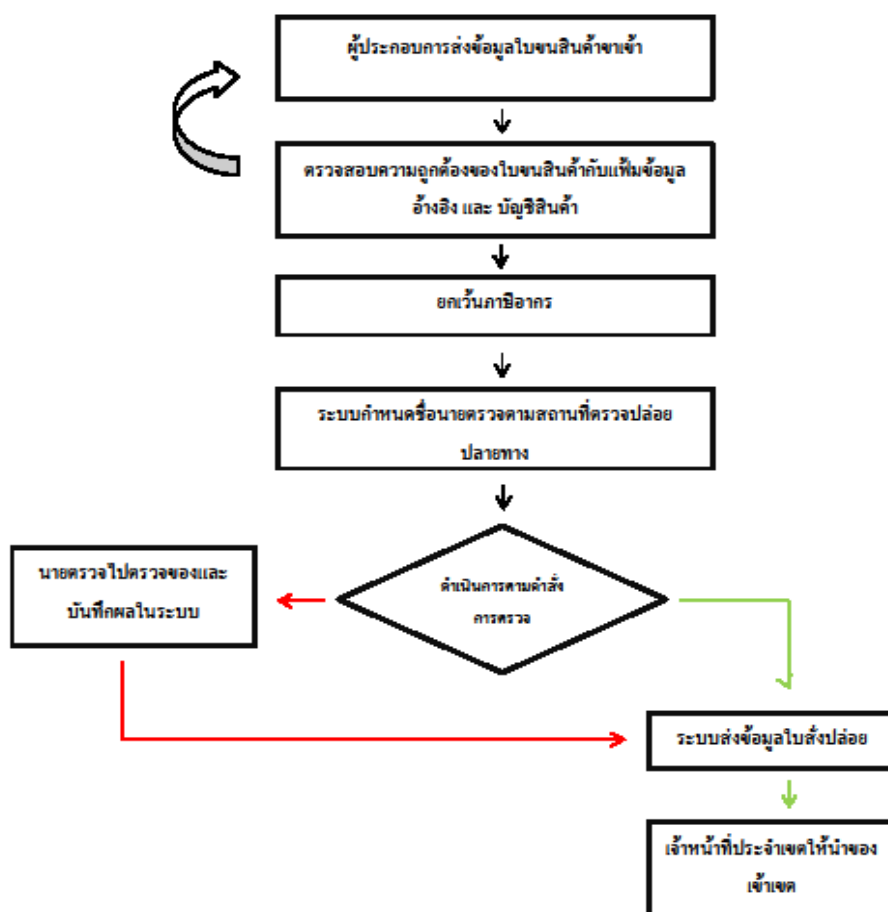 ผู้ประกอบการส่งข้อมูลใบขนสินค้าขาเข้า
ตรวจสอบความถูกต้องของใบขนสินค้ากับแฟ้มข้อมูล
อ้างอิง และ บัญชีสินค้า
ยกเว้นภาษีอากร
ระบบกำหนดชื่อนายตรวจตามสถานที่ตรวจปล่อย
ปลายทาง
ดำเนินการตามคำสั่ง
การตรวจ
นายตรวจไปตรวจของและ
บันทึกผลในระบบ
ระบบส่งข้อมูลใบสั่งปล่อย
เจ้าหน้าที่ประจำเขตให้นำของ
เข้าเขต